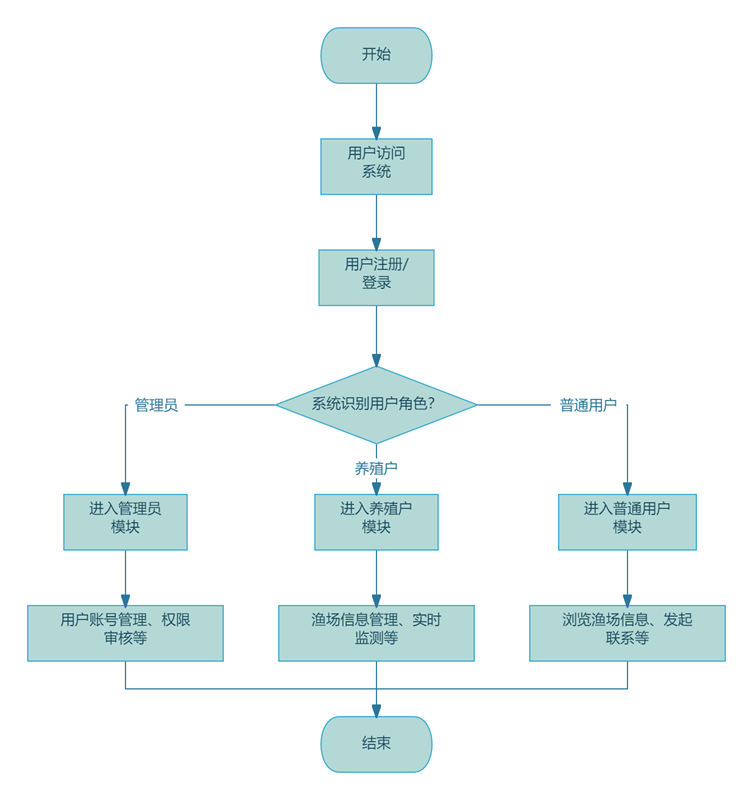 开始
用户访问
系统
用户注册/
登录
系统识别用户角色?
管理员
普通用户
养殖户
进入管理员
模块
进入养殖户
模块
进入普通用户
模块
用户账号管理、权限
审核等
渔场信息管理、实时
监测等
浏览渔场信息、发起
联系等
结束